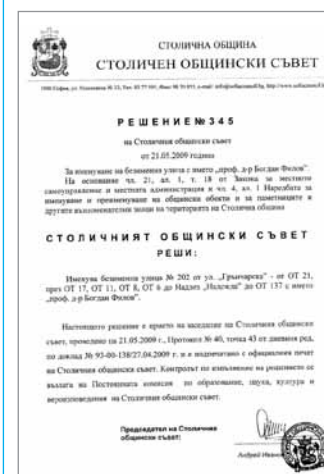 СТОЛИЧНА ОБЩИНА
СТОЛИЧЕН ОБЩИНСКИ СЪВЕТ
РЕШЕНИЕ № 345
на Столичния общински съвет
от 21.05.2009 година
За именуване на безименна улица с името „проф. д-р Богдан Филов”.
На основание чл. 21, ал. 1, т. 18 от Закона за местното
самоуправление и местната администрация и чл. 4, ал. 1 Наредбата за
именуване и преименуване на общински обекти и за паметниците и
другите възпоменателни знаци на територията на Столична община
СТОЛИЧНИЯТ ОБЩИНСКИ СЪВЕТ
РЕШИ:
Именува безименна улица № 202 от ул. „Грънчарска” - от ОТ 21,
през ОТ 17, ОТ 11, ОТ 8, ОТ 6 до Надлез „Надежда” до ОТ 137 с името
„проф. д-р Богдан Филов”.
Настоящото решение е прието на заседание на Столичния общински
съвет, проведено на 21.05.2009 г., Протокол № 40, точка 43 от дневния ред,
по доклад № 93-00-138/27.04.2009 г. и е подпечатано с официалния печат
на Столичния общински съвет. Контролът по изпълнение на решението се
възлага на Постоянната комисия по образование, наука, култура и
вероизповедания на Столичния общински съвет.
Председател на Столичния
общински съвет:
Андрей Иванов